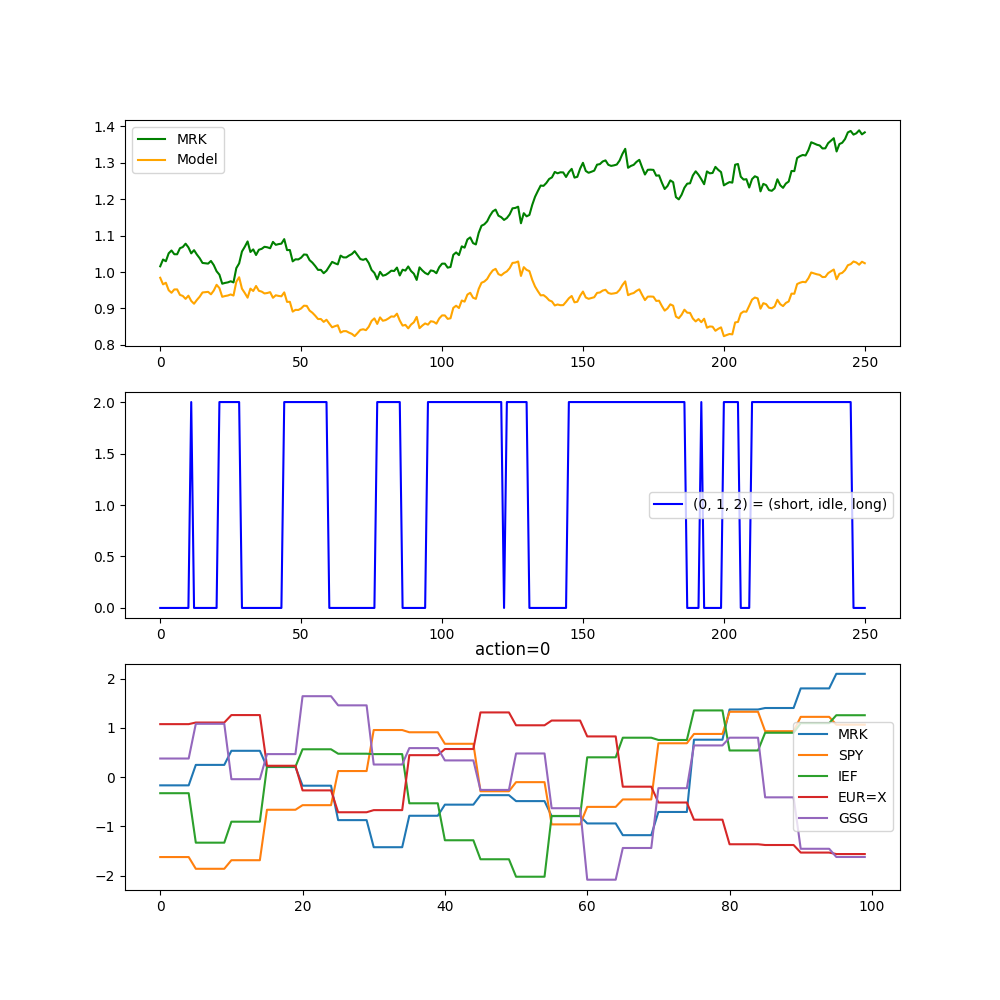 1.4
1.3
1.2
1.1
1.0
0.9
0.8
MRK
Model
0 50 100 150 200 250
2.0
1.5
1.0
0.5
0.0
(0, 1, 2) = (short, idle, long)
0 50 100 150 200 250
action=0
2
1
0
−1
−2
MRK
SPY
IEF
EUR=X
GSG
0 20 40 60 80 100